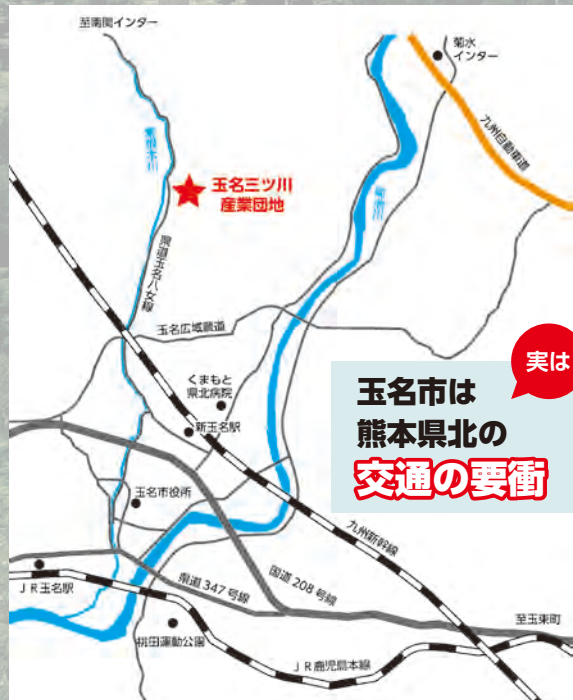 至南関インター
菊水
インター
九州自動車道
繁根木川
菊池川
玉名三ツ川
産業団地
県道玉名八女線
玉名広域農道
実は
玉名市は
熊本県北の
交通の要衝
くまもと
県北病院
新玉名駅
玉名市役所
九州新幹線
国道208号線
県道347号線
JR玉名駅
桃田運動公園
至玉東町
JR鹿児島本線